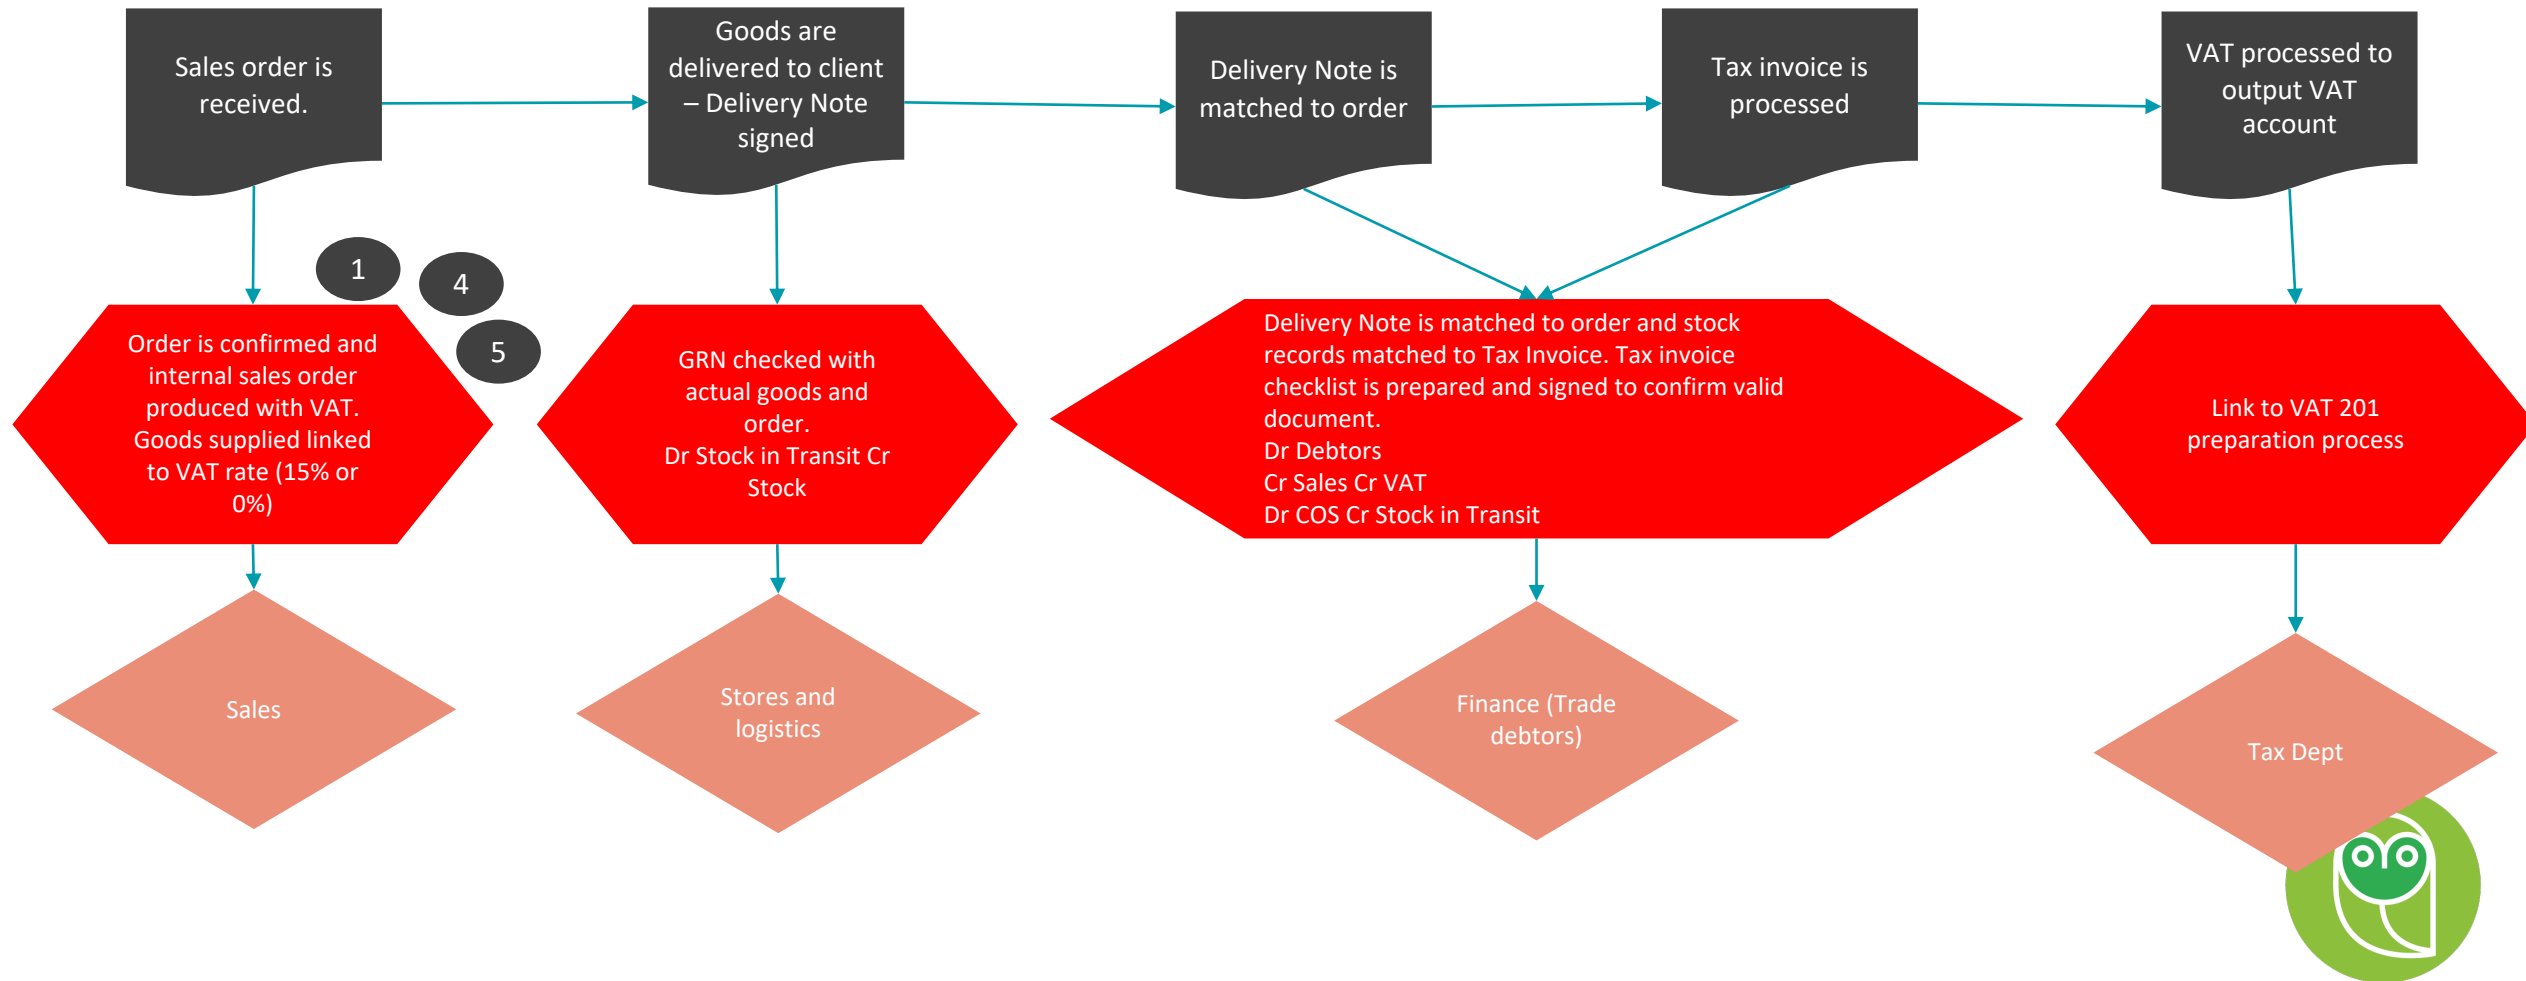 Sales order is
received.
Goods are
delivered to client
– Delivery Note
signed
Delivery Note is
matched to order
Tax invoice is
processed
VAT processed to
output VAT
account
1
4
5
Order is confirmed and
internal sales order
produced with VAT.
Goods supplied linked
to VAT rate (15% or
0%)
GRN checked with
actual goods and
order.
Dr Stock in Transit Cr
Stock
Delivery Note is matched to order and stock
records matched to Tax Invoice. Tax invoice
checklist is prepared and signed to confirm valid
document.
Dr Debtors
Cr Sales Cr VAT
Dr COS Cr Stock in Transit
Link to VAT 201
preparation process
Sales
Stores and
logistics
Finance (Trade
debtors)
Tax Dept